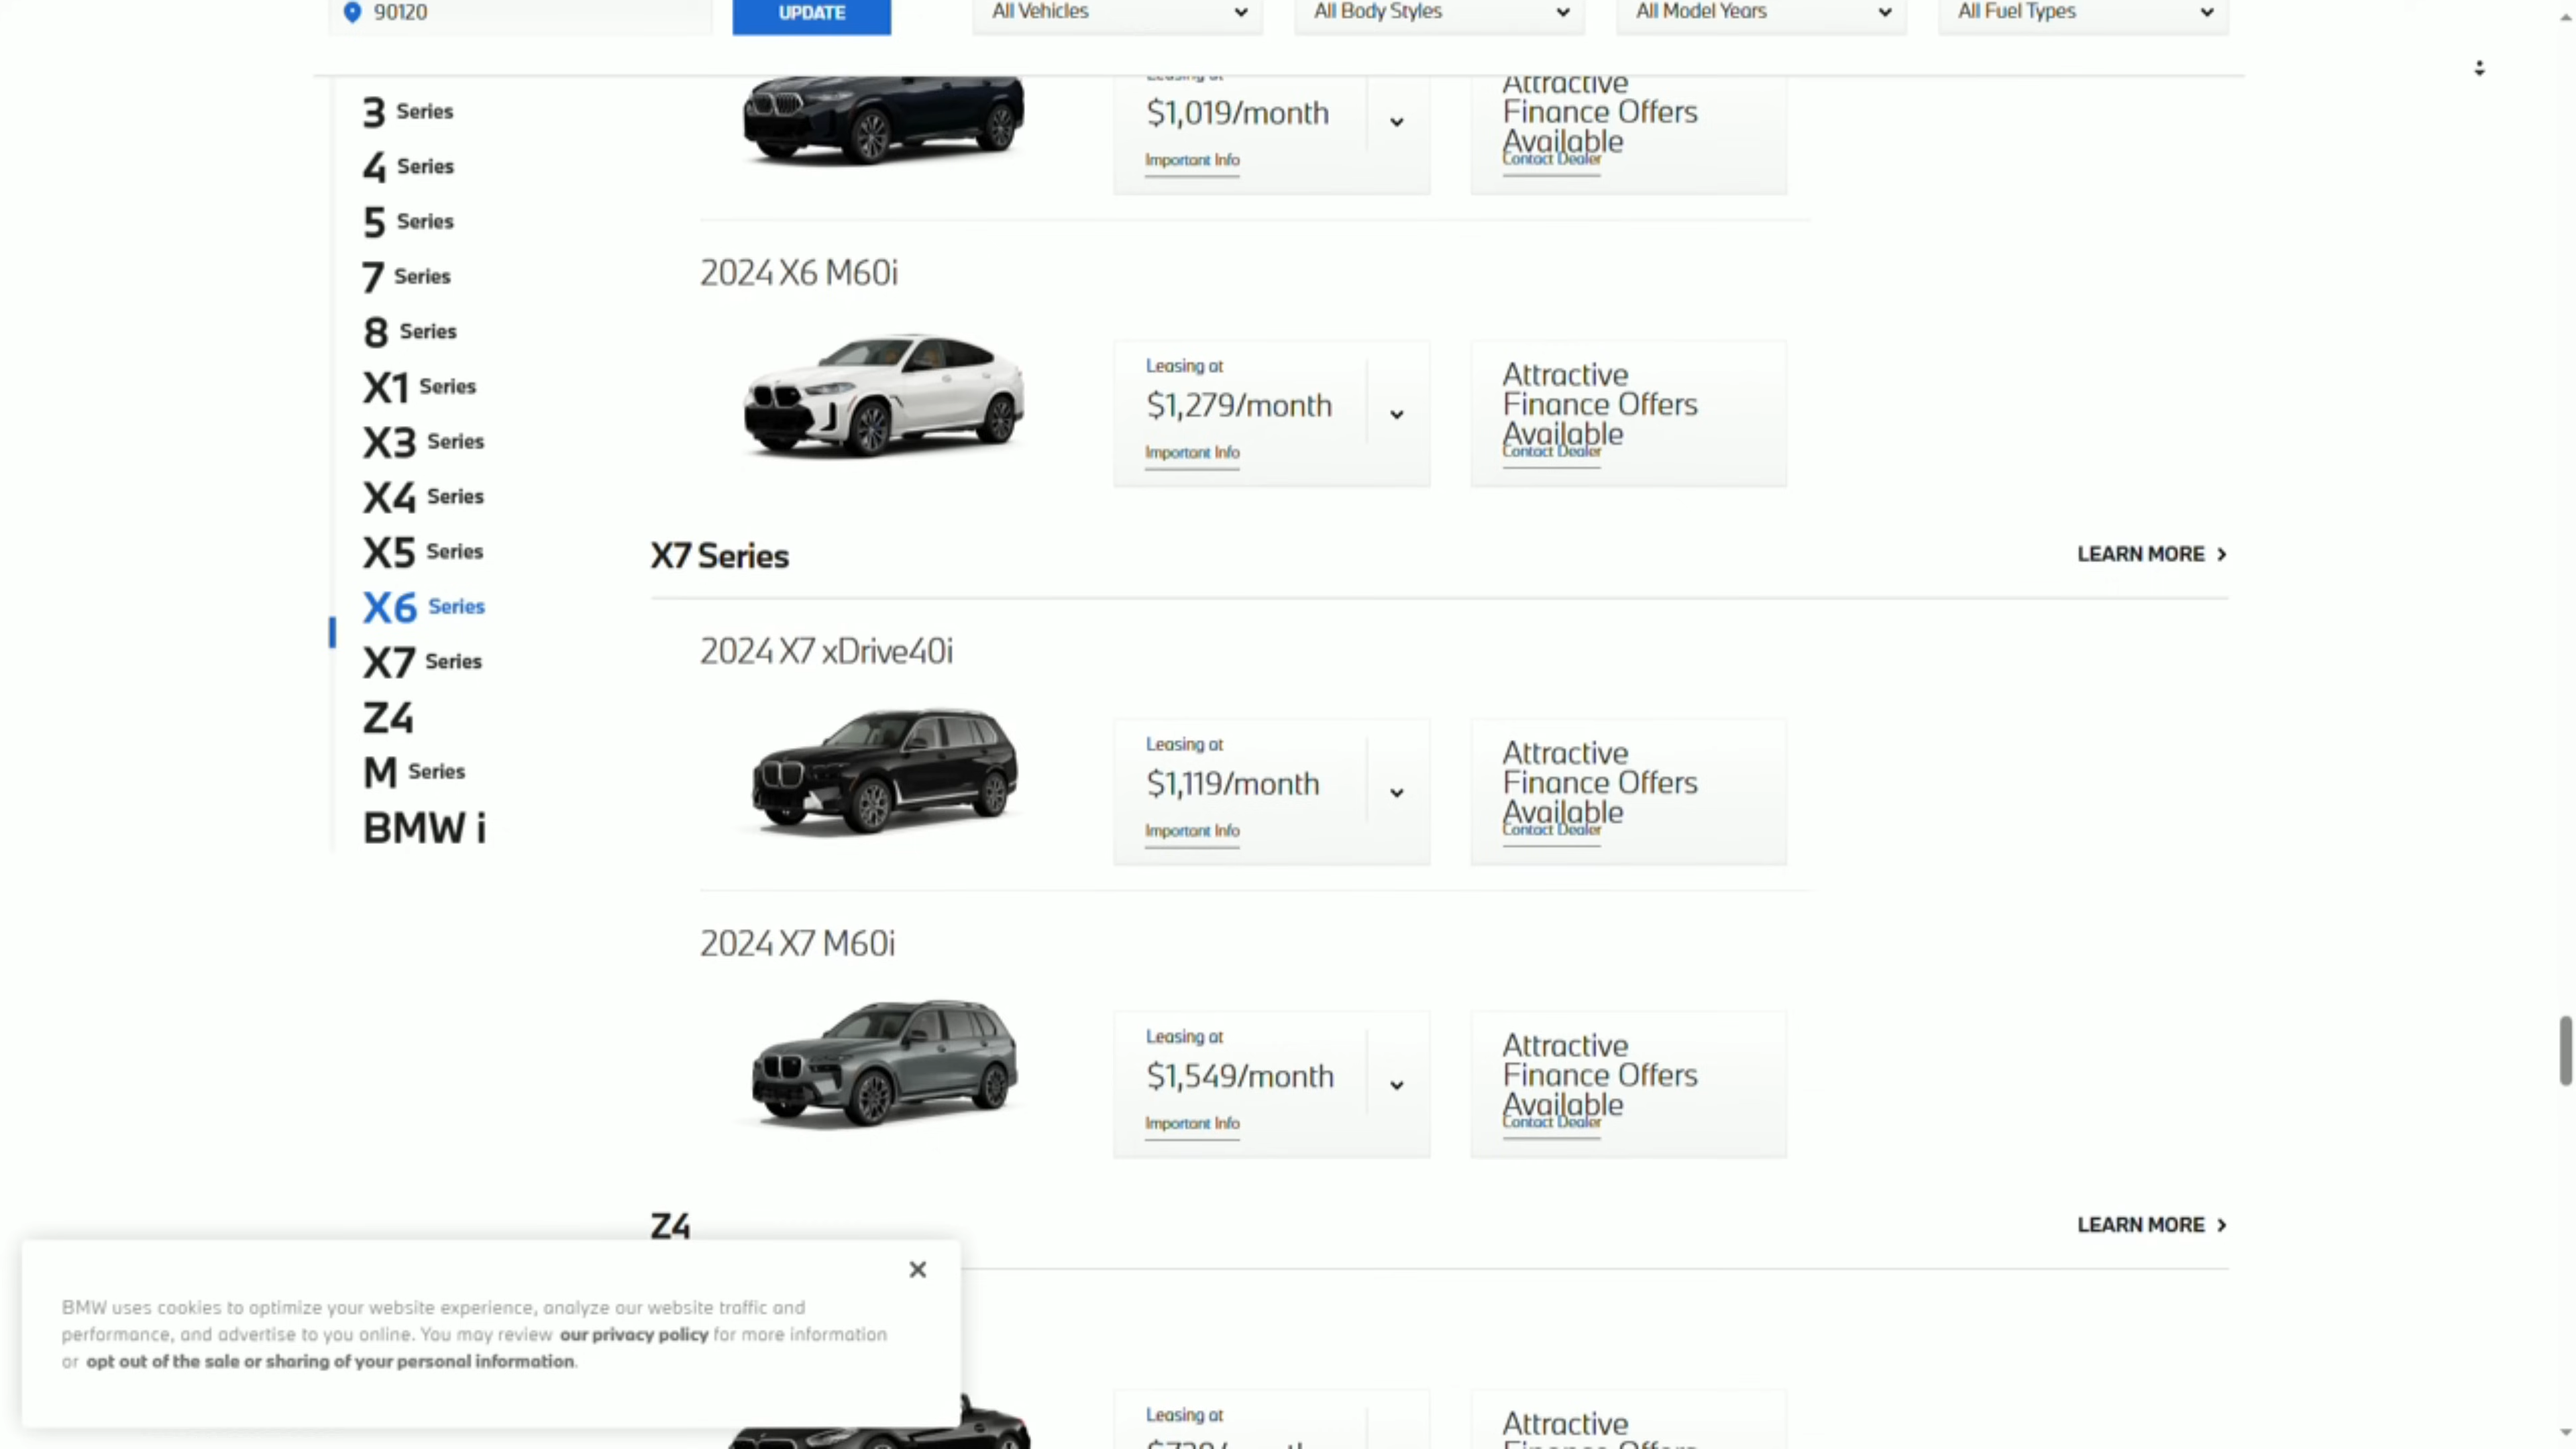 90120
UPDATE
All Vehicles
All Body Styles
All Model Years
All Fuel Types
3 Series
4 Series
5 Series
7 Series
8 Series
X1 Series
X3 Series
X4 Series
X5 Series
X6 Series
X7 Series
Z4
M Series
BMW i
Leasing at
$1,019/month
Important Info
Attractive
Finance Offers
Available
Contact Dealer
2024 X6 M60i
Leasing at
$1,279/month
Important Info
Attractive
Finance Offers
Available
Contact Dealer
X7 Series
LEARN MORE
2024 X7 xDrive40i
Leasing at
$1,119/month
Important Info
Attractive
Finance Offers
Available
Contact Dealer
2024 X7 M60i
Leasing at
$1,549/month
Important Info
Attractive
Finance Offers
Available
Contact Dealer
Z4
LEARN MORE
BMW uses cookies to optimize your website experience, analyze our website traffic and
performance, and advertise to you online. You may review our privacy policy for more information
or opt out of the sale or sharing of your personal information.
Leasing at
Attractive